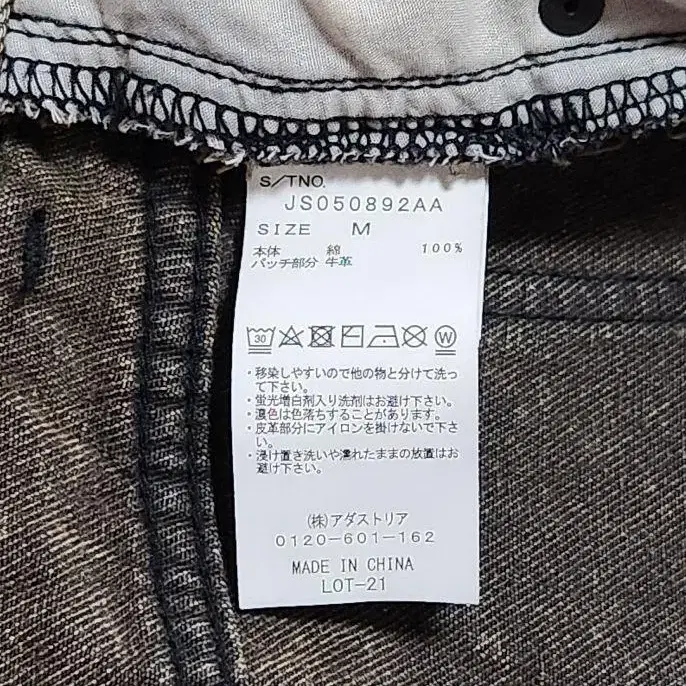 S/TNO.
JS050892AA
SIZE M
本体 綿 100%
パッチ部分 牛革
30 W
・移染しやすいので他の物と分けて洗っ
て下さい。
・蛍光増白剤入り洗剤はお避け下さい。
・濃色は色落ちすることがあります。
・皮革部分にアイロンを掛けないで下さ
い。
・浸け置き洗いや濡れたままの放置はお
避け下さい。
(株)アダストリア
0120-601-162
MADE IN CHINA
LOT-21